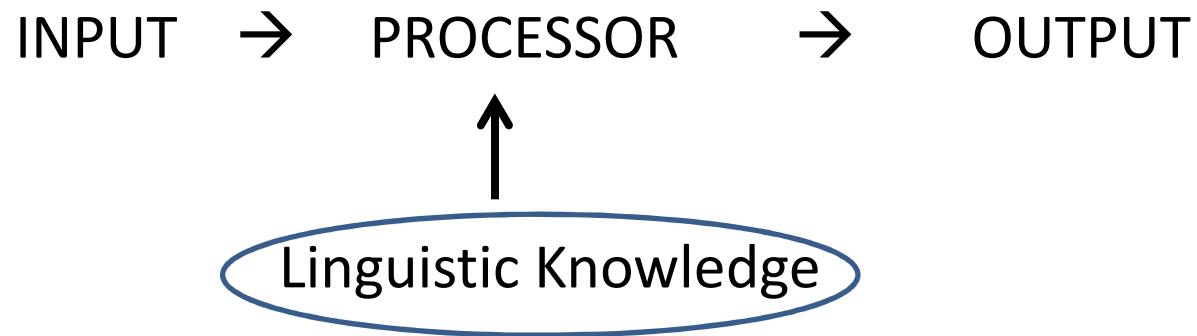 INPUT → PROCESSOR → OUTPUT
Linguistic Knowledge